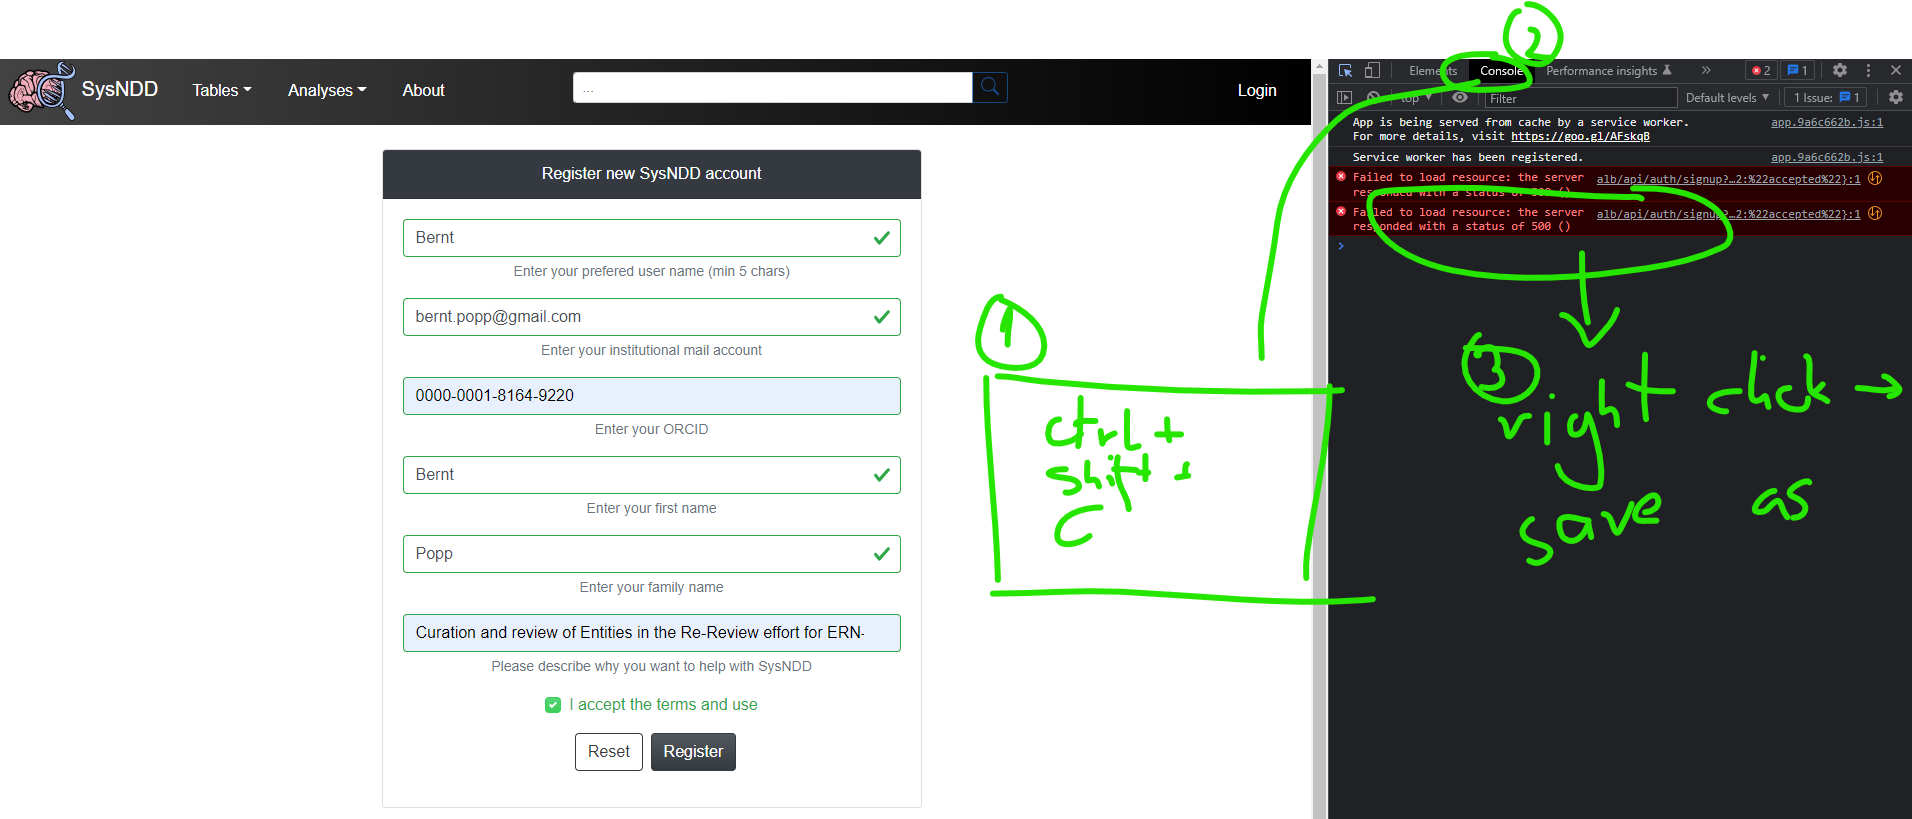 2
SysNDD Tables Analyses About ... Login
Elements Console Performance insights 2 1
top Filter Default levels 1 Issue: 1
App is being served from cache by a service worker. app.9a6c662b.js:1
For more details, visit https://goo.gl/AFskqB
Service worker has been registered. app.9a6c662b.js:1
Failed to load resource: the server alb/api/auth/signup?…2:%22accepted%22}:1
responded with a status of 500 ()
Failed to load resource: the server alb/api/auth/signup?…2:%22accepted%22}:1
responded with a status of 500 ()
Register new SysNDD account
Bernt
Enter your prefered user name (min 5 chars)
bernt.popp@gmail.com
Enter your institutional mail account
0000-0001-8164-9220
Enter your ORCID
Bernt
Enter your first name
Popp
Enter your family name
Curation and review of Entities in the Re-Review effort for ERN-
Please describe why you want to help with SysNDD
I accept the terms and use
Reset Register
1
ctrl +
shift +
C
3
right click →
save as